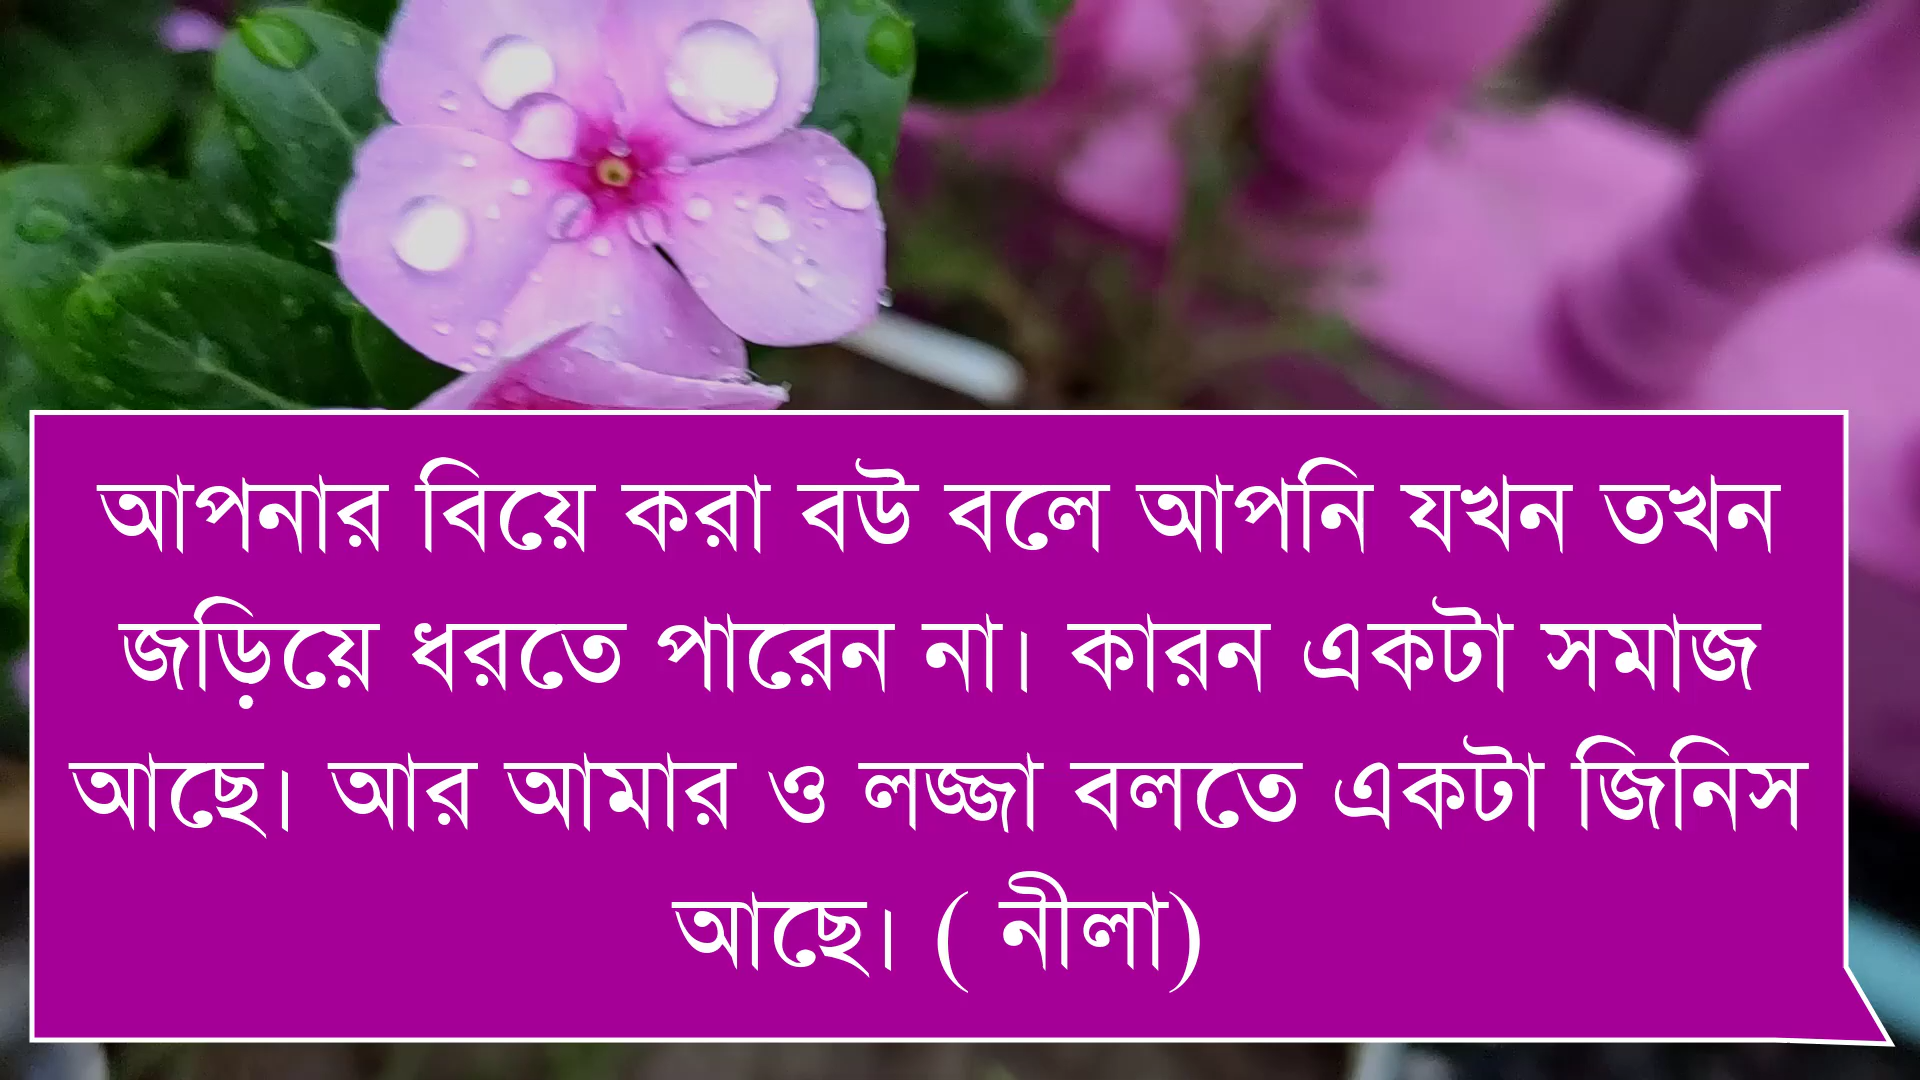 আপনার বিয়ে করা বউ বলে আপনি যখন তখন
জড়িয়ে ধরতে পারেন না। কারন একটা সমাজ
আছে। আর আমার ও লজ্জা বলতে একটা জিনিস
আছে। ( নীলা)